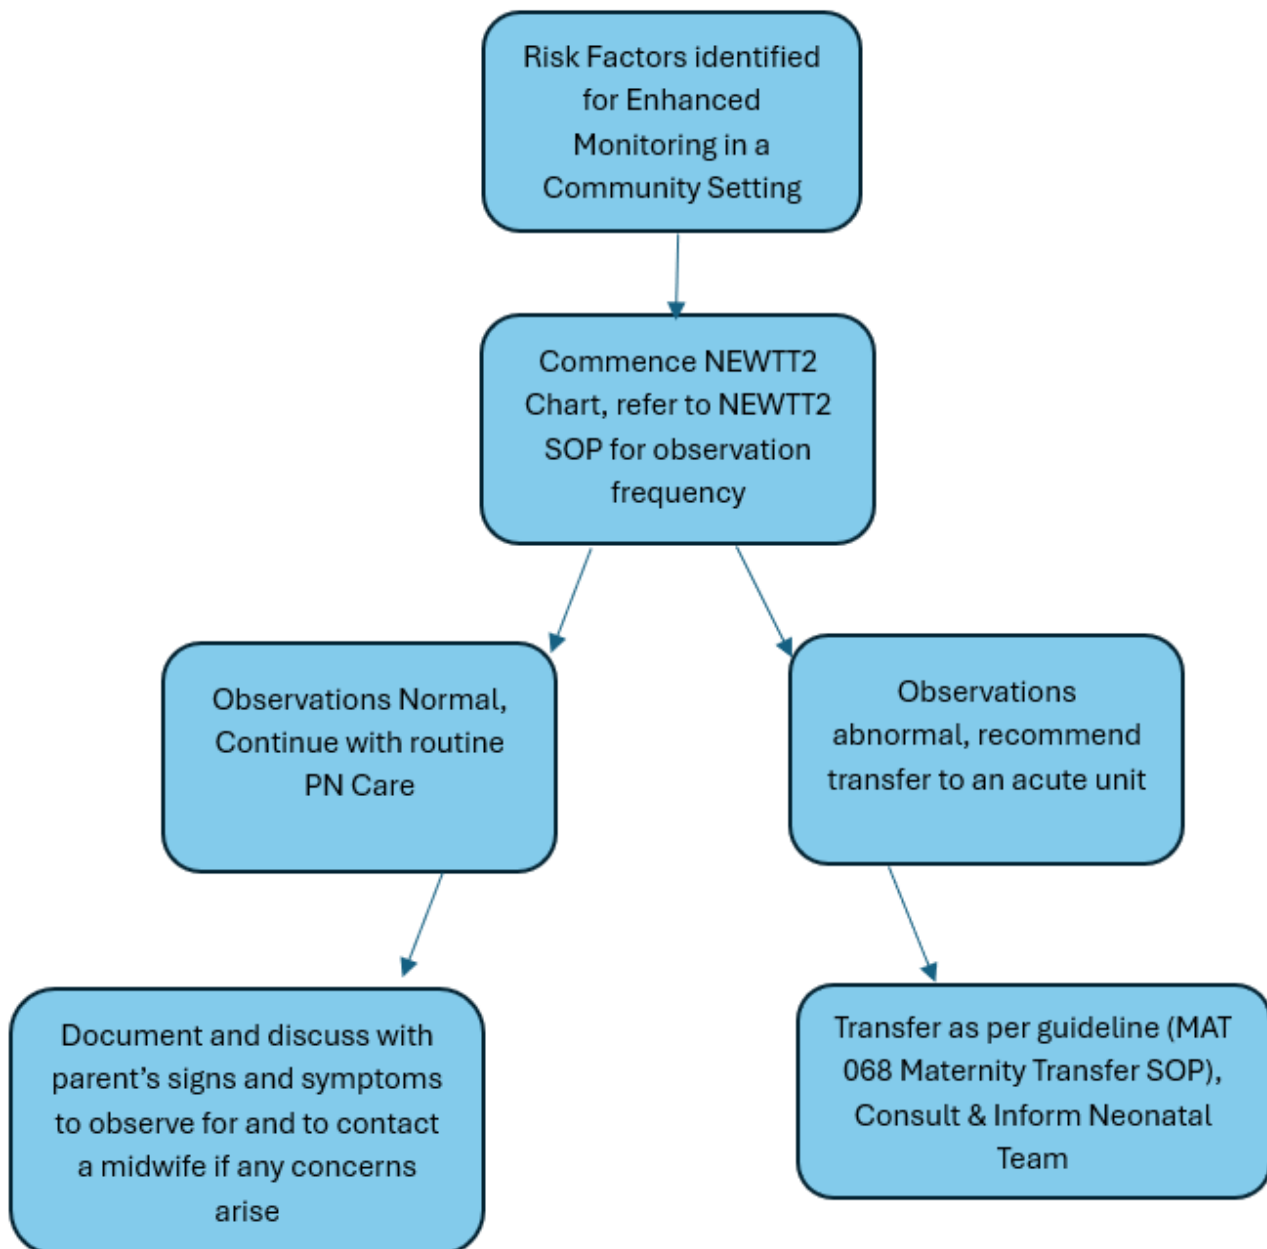 Risk Factors identified
for Enhanced
Monitoring in a
Community Setting
Commence NEWTT2
Chart, refer to NEWTT2
SOP for observation
frequency
Observations Normal,
Continue with routine
PN Care
Observations
abnormal, recommend
transfer to an acute unit
Document and discuss with
parent's signs and symptoms
to observe for and to contact
a midwife if any concerns
arise
Transfer as per guideline (MAT
068 Maternity Transfer SOP),
Consult & Inform Neonatal
Team